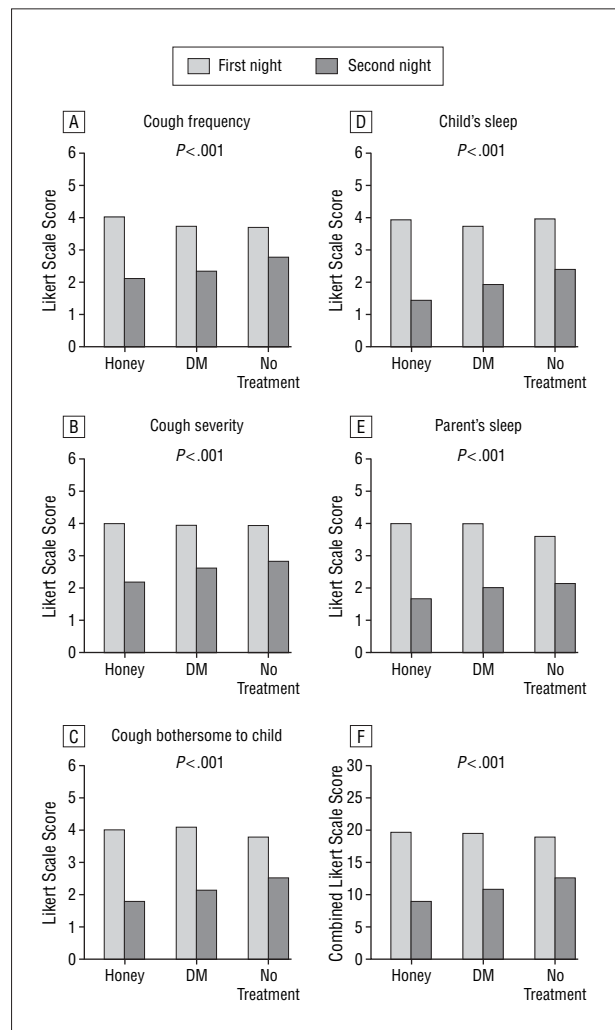 First night
Second night
A
Cough frequency
P<.001
Likert Scale Score
6
5
4
3
2
1
0
Honey
DM
No
Treatment
B
Cough severity
P<.001
Likert Scale Score
6
5
4
3
2
1
0
Honey
DM
No
Treatment
C
Cough bothersome to child
P<.001
Likert Scale Score
6
5
4
3
2
1
0
Honey
DM
No
Treatment
D
Child's sleep
P<.001
Likert Scale Score
6
5
4
3
2
1
0
Honey
DM
No
Treatment
E
Parent's sleep
P<.001
Likert Scale Score
6
5
4
3
2
1
0
Honey
DM
No
Treatment
F
P<.001
Combined Likert Scale Score
30
25
20
15
10
5
0
Honey
DM
No
Treatment